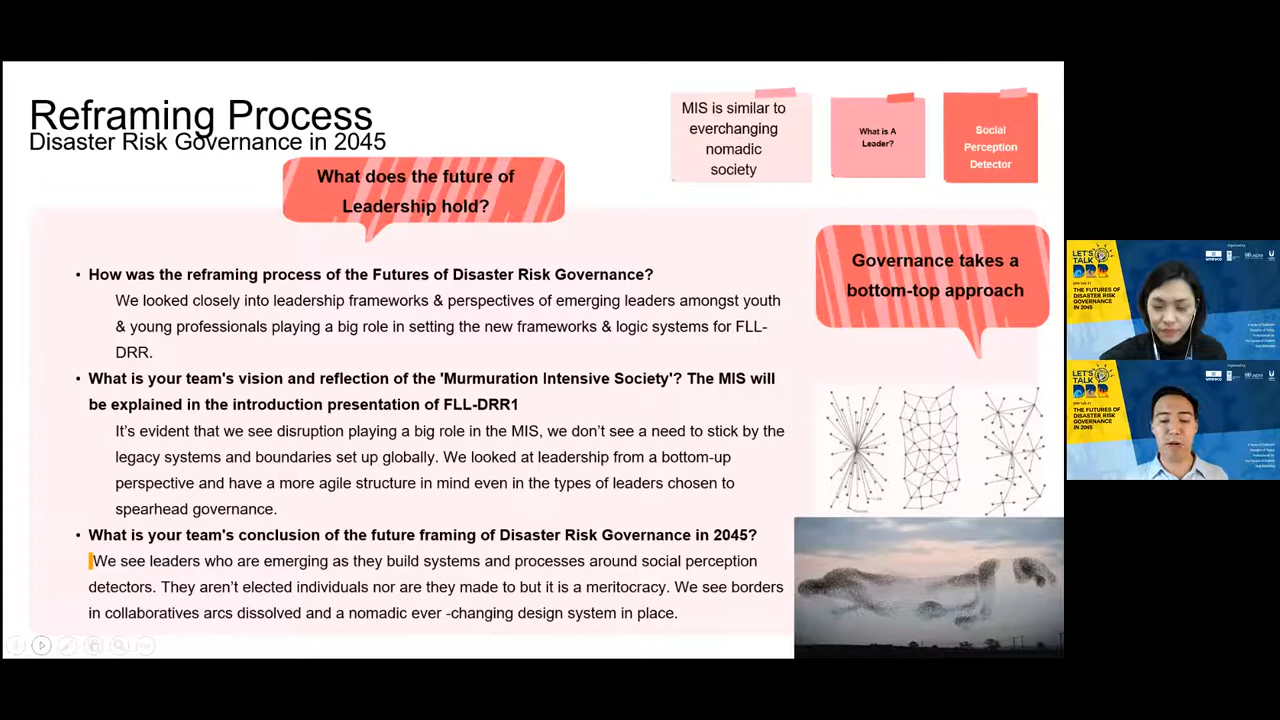 Reframing Process
Disaster Risk Governance in 2045
What does the future of
Leadership hold?
MIS is similar to
everchanging
nomadic
society
What is A
Leader?
Social
Perception
Detector
Governance takes a
bottom-top approach
• How was the reframing process of the Futures of Disaster Risk Governance?
We looked closely into leadership frameworks & perspectives of emerging leaders amongst youth
& young professionals playing a big role in setting the new frameworks & logic systems for FLL-
DRR.
• What is your team's vision and reflection of the 'Murmuration Intensive Society'? The MIS will
be explained in the introduction presentation of FLL-DRR1
It's evident that we see disruption playing a big role in the MIS, we don't see a need to stick by the
legacy systems and boundaries set up globally. We looked at leadership from a bottom-up
perspective and have a more agile structure in mind even in the types of leaders chosen to
spearhead governance.
• What is your team's conclusion of the future framing of Disaster Risk Governance in 2045?
We see leaders who are emerging as they build systems and processes around social perception
detectors. They aren't elected individuals nor are they made to but it is a meritocracy. We see borders
in collaboratives arcs dissolved and a nomadic ever -changing design system in place.
LET'S
TALK
DRR
THE FUTURES OF
DISASTER RISK
GOVERNANCE
IN 2045
unesco
LET'S
TALK
DRR
THE FUTURES OF
DISASTER RISK
GOVERNANCE
IN 2045
unesco